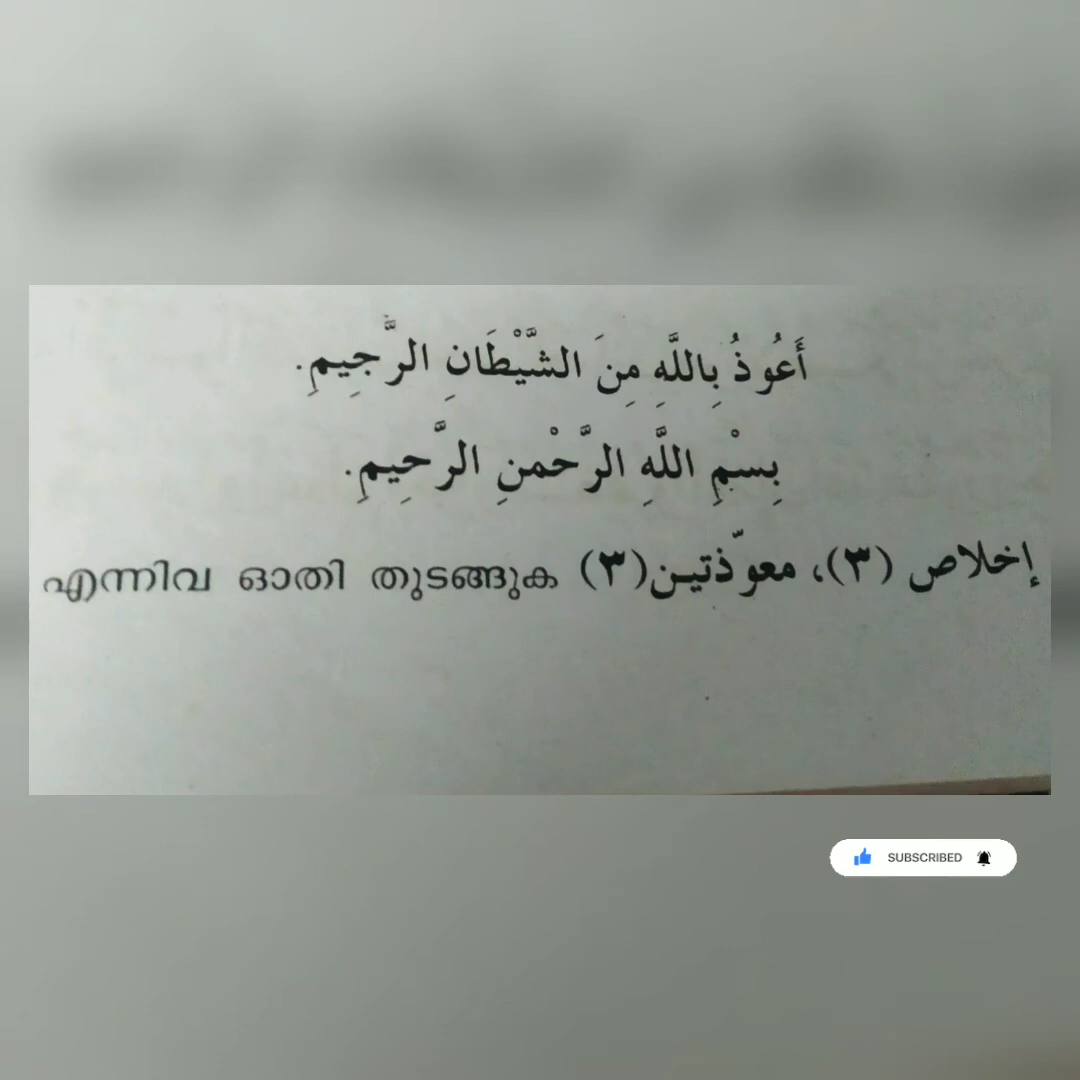 أَعُوذُ بِاللَّهِ مِنَ الشَّيْطَانِ الرَّجِيمِ.
بِسْمِ اللَّهِ الرَّحْمنِ الرَّحِيمِ.
إخلاص (٣)، معوّذتين(٣) എന്നിവ ഓതി തുടങ്ങുക
SUBSCRIBED